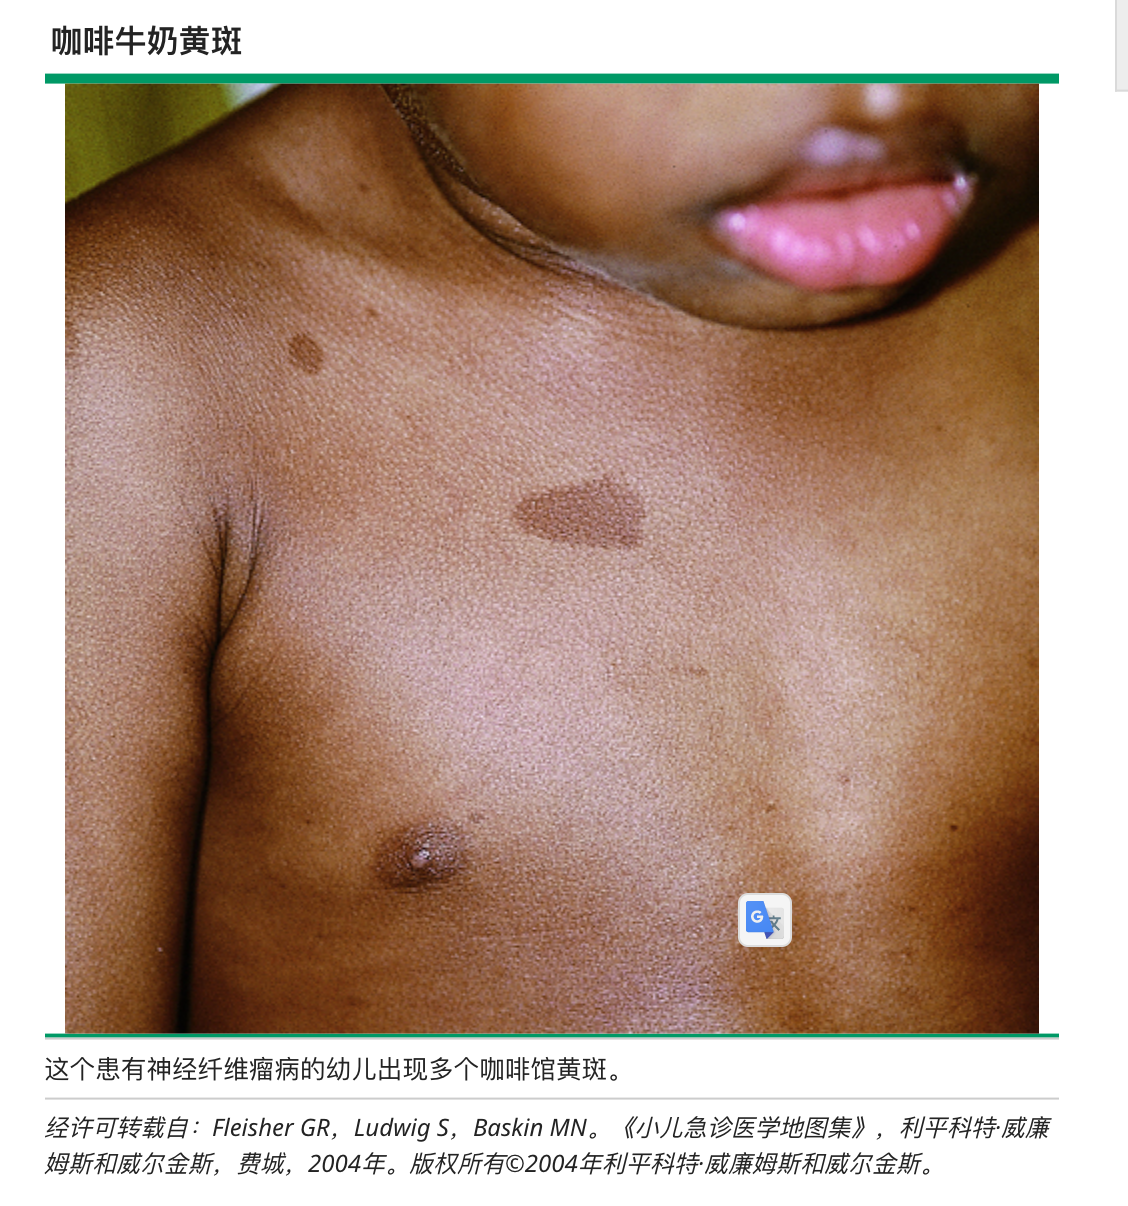 咖啡牛奶黄斑
G文
这个患有神经纤维瘤病的幼儿出现多个咖啡馆黄斑。
经许可转载自：Fleisher GR，Ludwig S，Baskin MN。《小儿急诊医学地图集》，利平科特·威廉
姆斯和威尔金斯，费城，2004年。版权所有©2004年利平科特·威廉姆斯和威尔金斯。